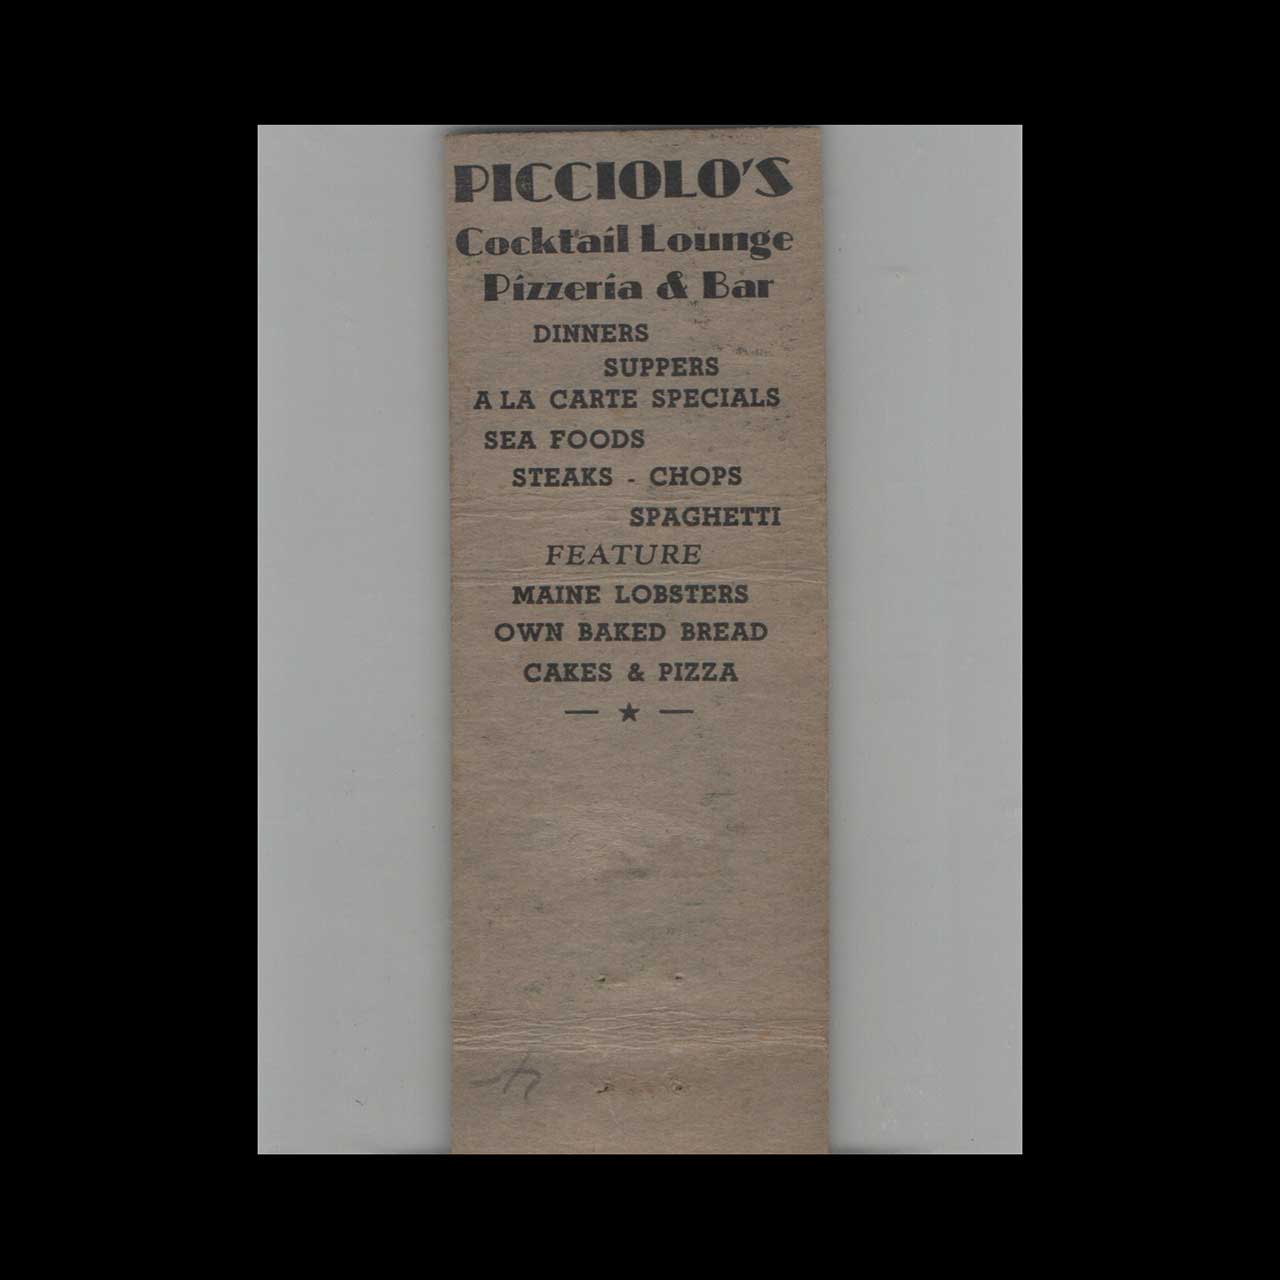 PICCIOLO'S
Cocktail Lounge
Pizzeria & Bar
DINNERS
SUPPERS
A LA CARTE SPECIALS
SEA FOODS
STEAKS - CHOPS
SPAGHETTI
FEATURE
MAINE LOBSTERS
OWN BAKED BREAD
CAKES & PIZZA
— ★ —